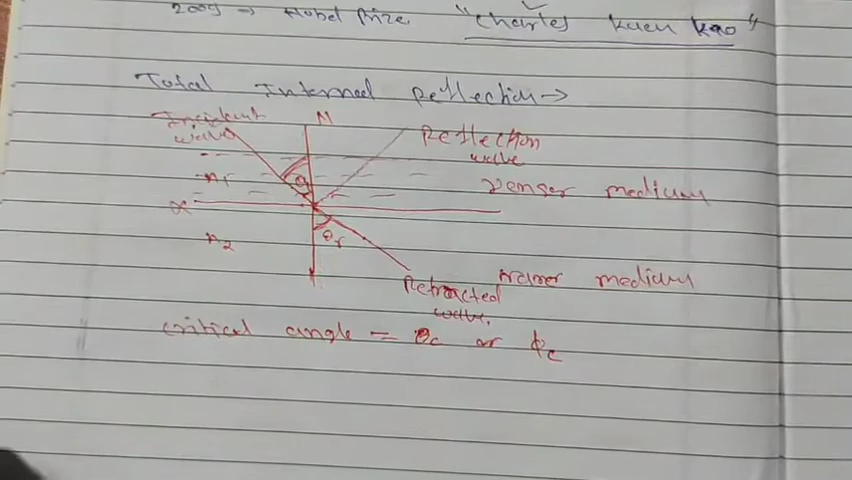 2009 → Nobel Prize "Charles Kuen Kao"
Total Internal Reflection →
Incident wave
N
Reflection wave
n1
θi
Denser medium
x
n2
θr
Rarer medium
Refracted wave.
critical angle = θc or ϕc